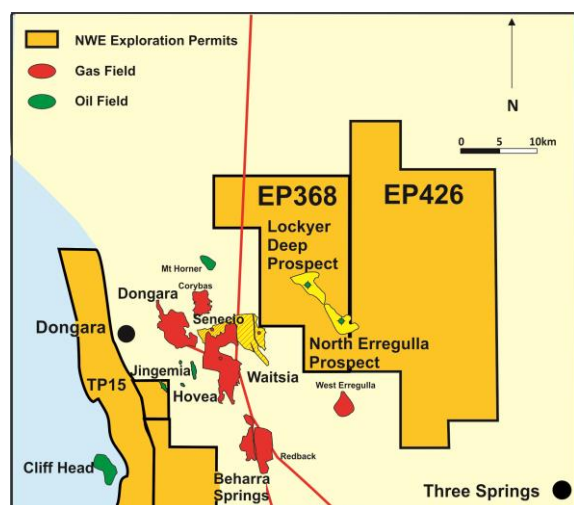 NWE Exploration Permits
Gas Field
Oil Field
N
0 5 10km
EP368
EP426
Lockyer
Deep
Prospect
Mt Horner
Corybas
Dongara
Senecio
Dongara
North Erregulla
Prospect
Jingemia
Waitsia
TP15
Hovea
West Erregulla
Redback
Cliff Head
Beharra
Springs
Three Springs